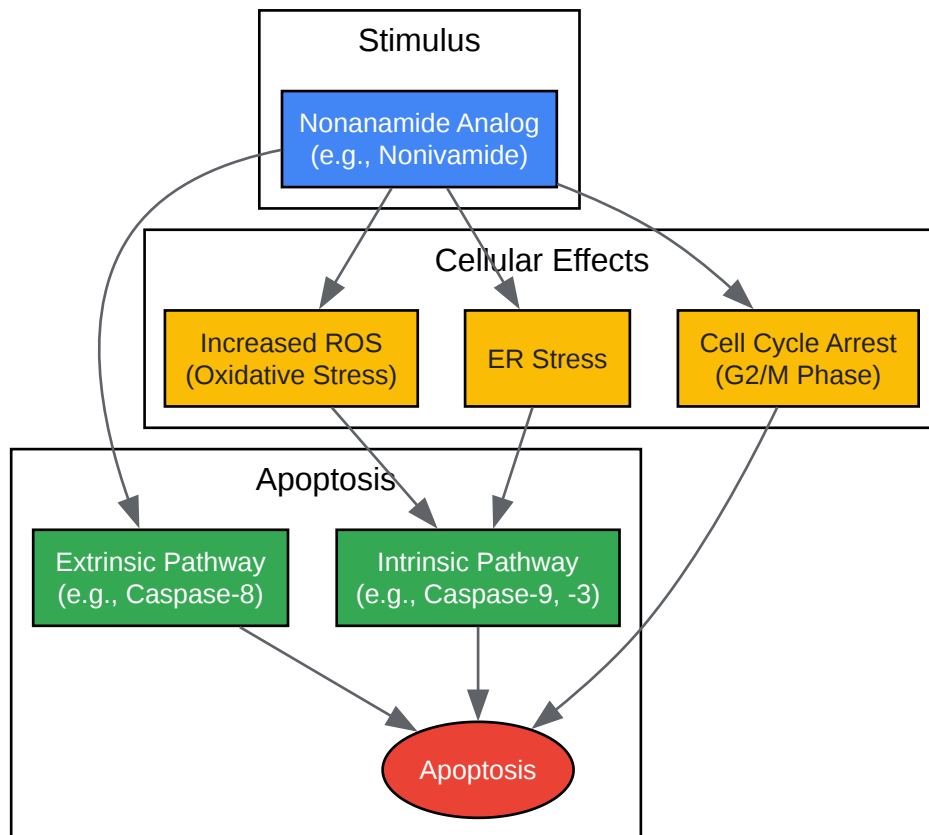 Stimulus
Nonanamide Analog
(e.g., Nonivamide)
Cellular Effects
Increased ROS
(Oxidative Stress)
ER Stress
Cell Cycle Arrest
(G2/M Phase)
Apoptosis
Extrinsic Pathway
(e.g., Caspase-8)
Intrinsic Pathway
(e.g., Caspase-9, -3)
Apoptosis